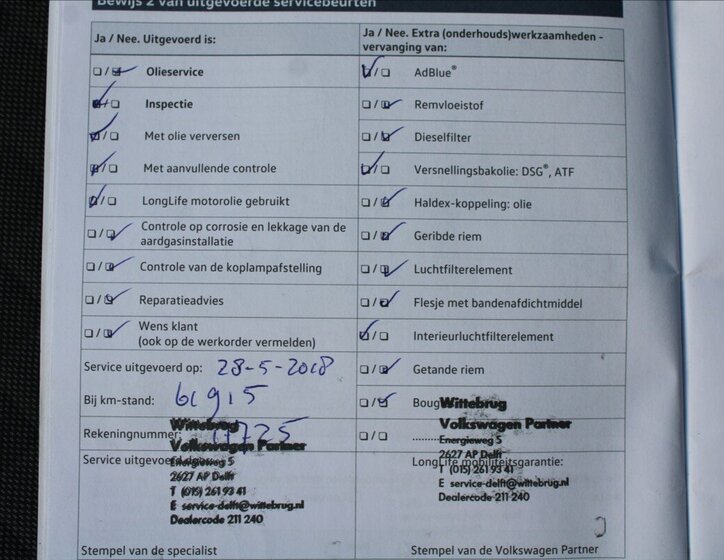 Bewijs 2 van uitgevoerde servicebeurten
Ja / Nee. Uitgevoerd is:
Olieservice
Inspectie
Met olie verversen
Met aanvullende controle
LongLife motorolie gebruikt
Controle op corrosie en lekkage van de
aardgasinstallatie
Controle van de koplampafstelling
Reparatieadvies
Wens klant
(ook op de werkorder vermelden)
Service uitgevoerd op: 28-5-2018
Bij km-stand: 61915
Rekeningnummer:
Service uitgevoerd
Wittebrug
Volkswagen Partner
Energieweg 5
2627 AP Delft
T (015) 261 93 41
E service-delft@wittebrug.nl
Dealercode 211 240
Stempel van de specialist
Ja / Nee. Extra (onderhouds)werkzaamheden -
vervanging van:
AdBlue®
Remvloeistof
Dieselfilter
Versnellingsbakolie: DSG®, ATF
Haldex-koppeling: olie
Geribde riem
Luchtfilterelement
Flesje met bandenafdichtmiddel
Interieurluchtfilterelement
Getande riem
Boug
Wittebrug
Volkswagen Partner
Energieweg 5
2627 AP Delft
LongLife mobiliteitsgarantie:
T (015) 261 93 41
E service-delft@wittebrug.nl
Dealercode 211 240
Stempel van de Volkswagen Partner